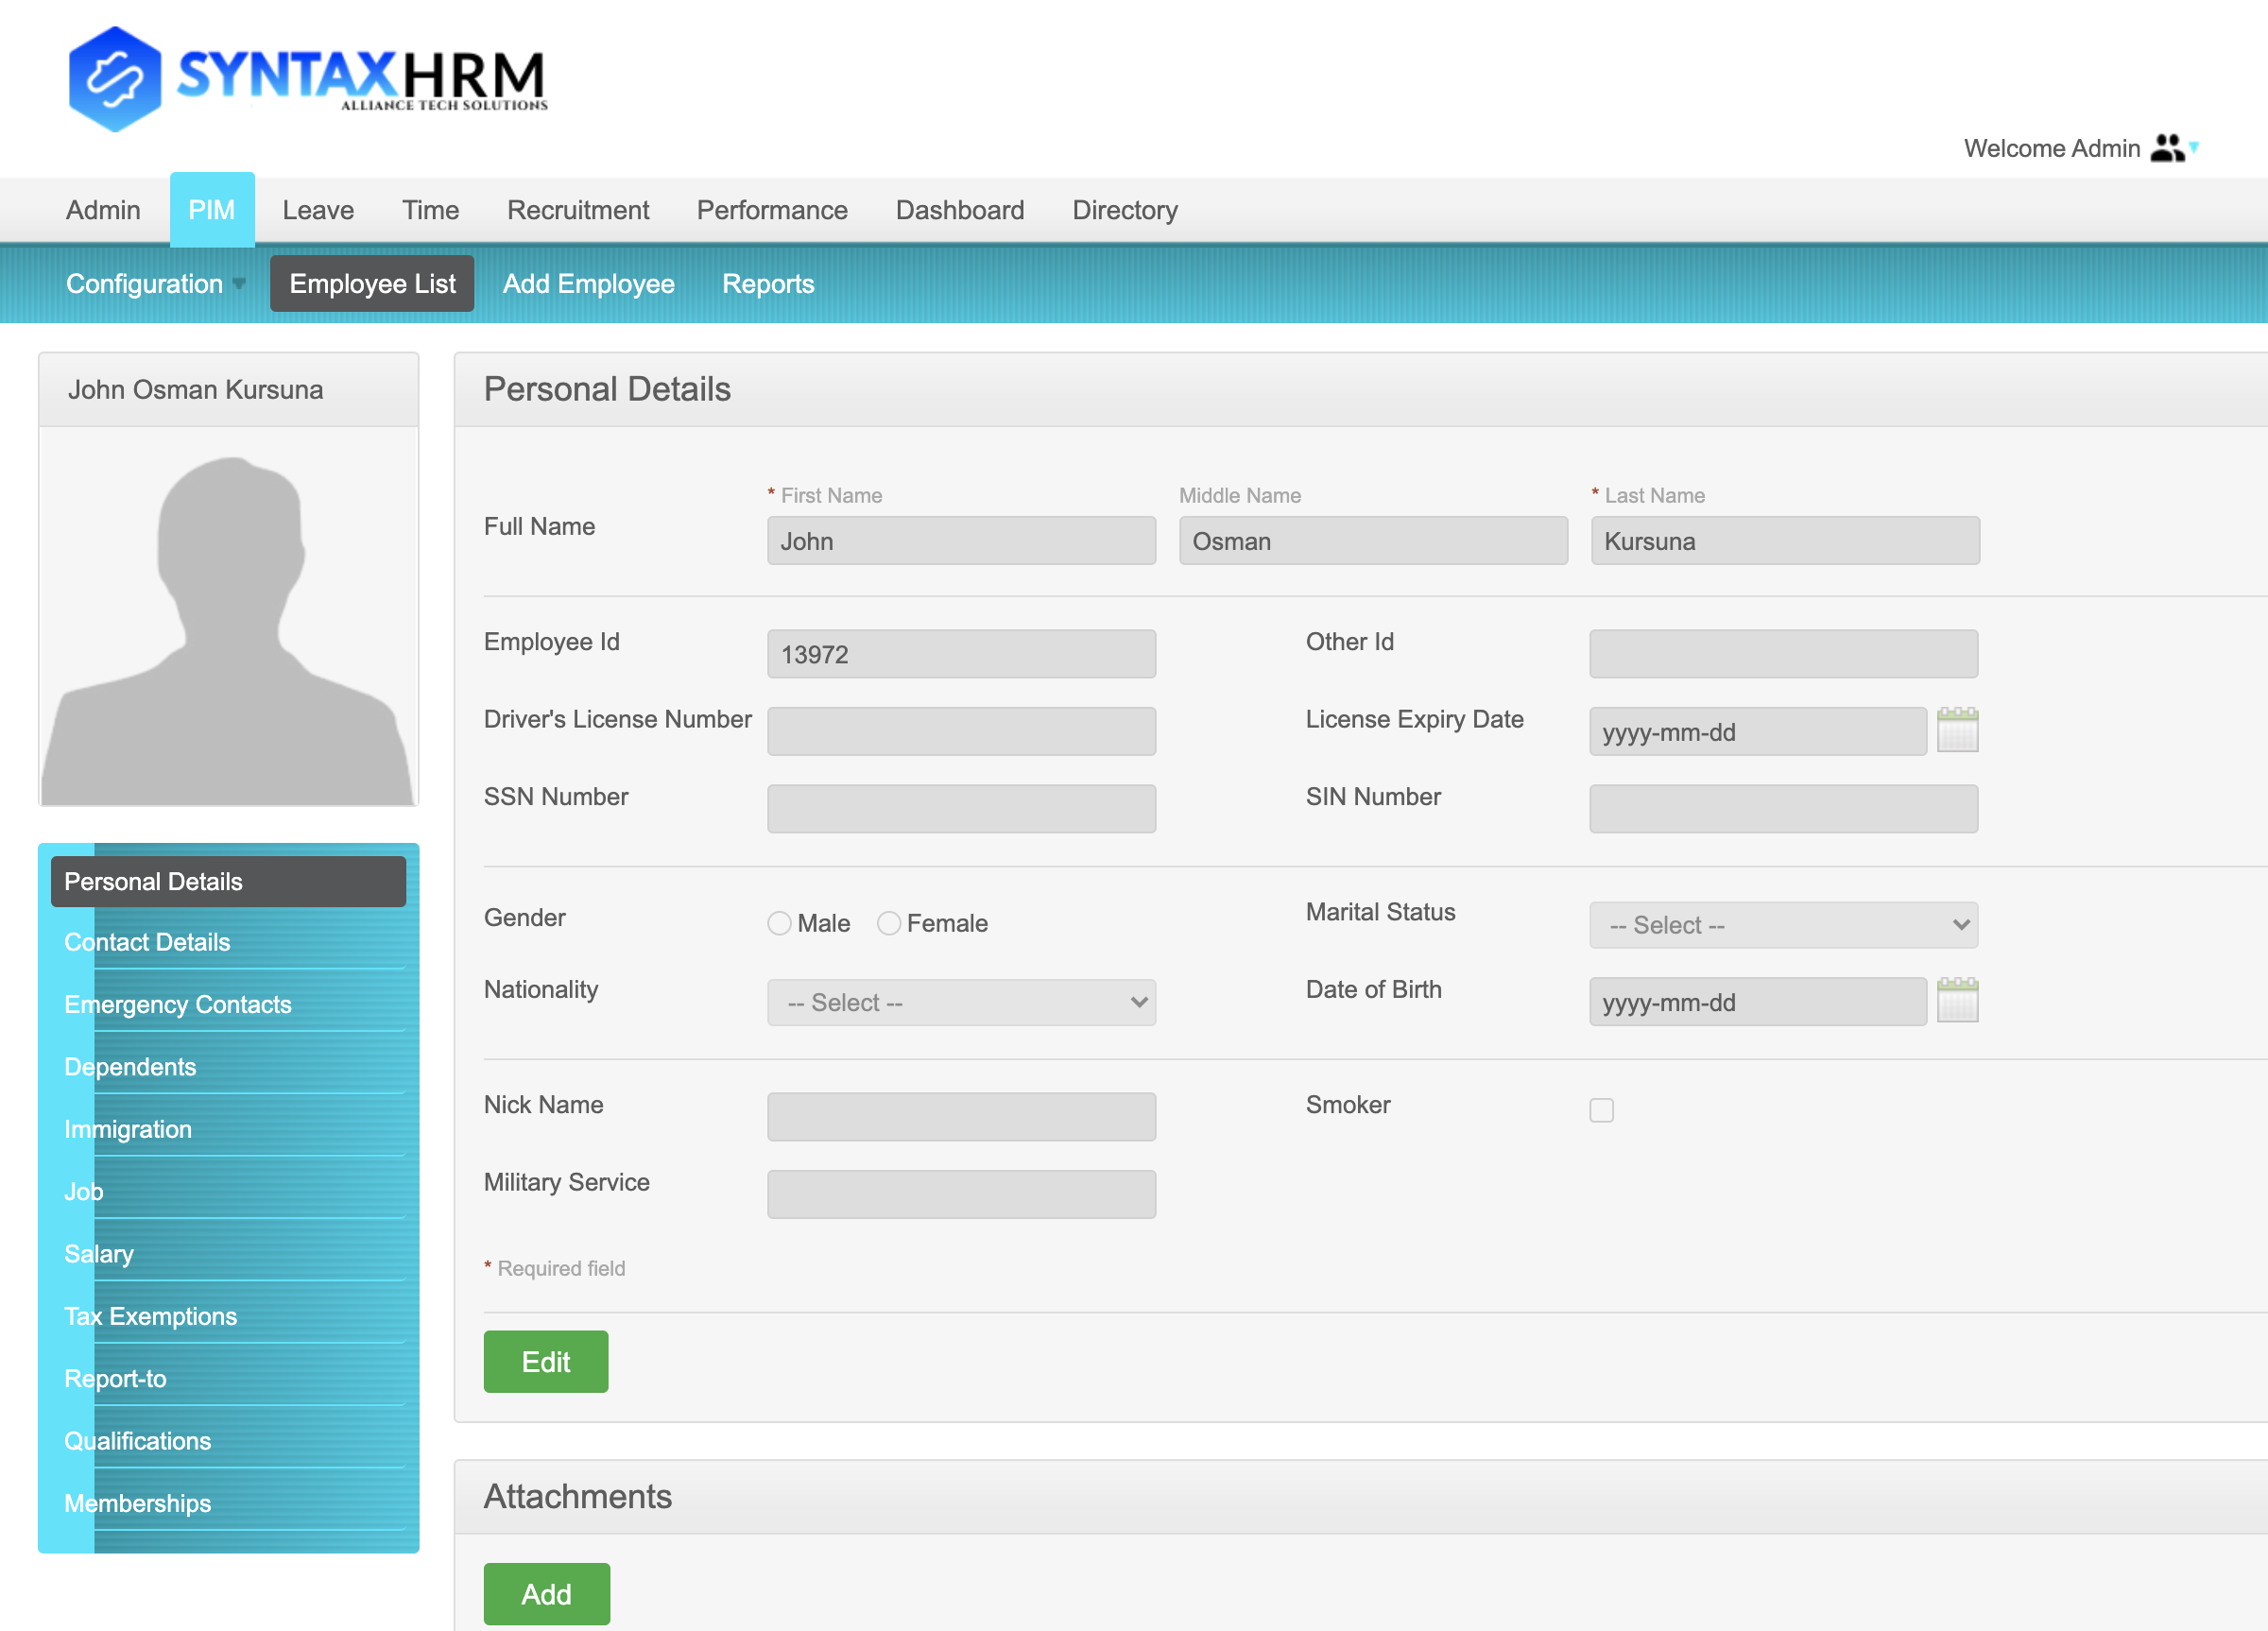 SYNTAXHRM
ALLIANCE TECH SOLUTIONS
Welcome Admin
Admin PIM Leave Time Recruitment Performance Dashboard Directory
Configuration Employee List Add Employee Reports
John Osman Kursuna
Personal Details
Contact Details
Emergency Contacts
Dependents
Immigration
Job
Salary
Tax Exemptions
Report-to
Qualifications
Memberships
Personal Details
* First Name Middle Name * Last Name
Full Name John Osman Kursuna
Employee Id 13972 Other Id
Driver's License Number License Expiry Date yyyy-mm-dd
SSN Number SIN Number
Gender Male Female Marital Status -- Select --
Nationality -- Select -- Date of Birth yyyy-mm-dd
Nick Name Smoker
Military Service
* Required field
Edit
Attachments
Add